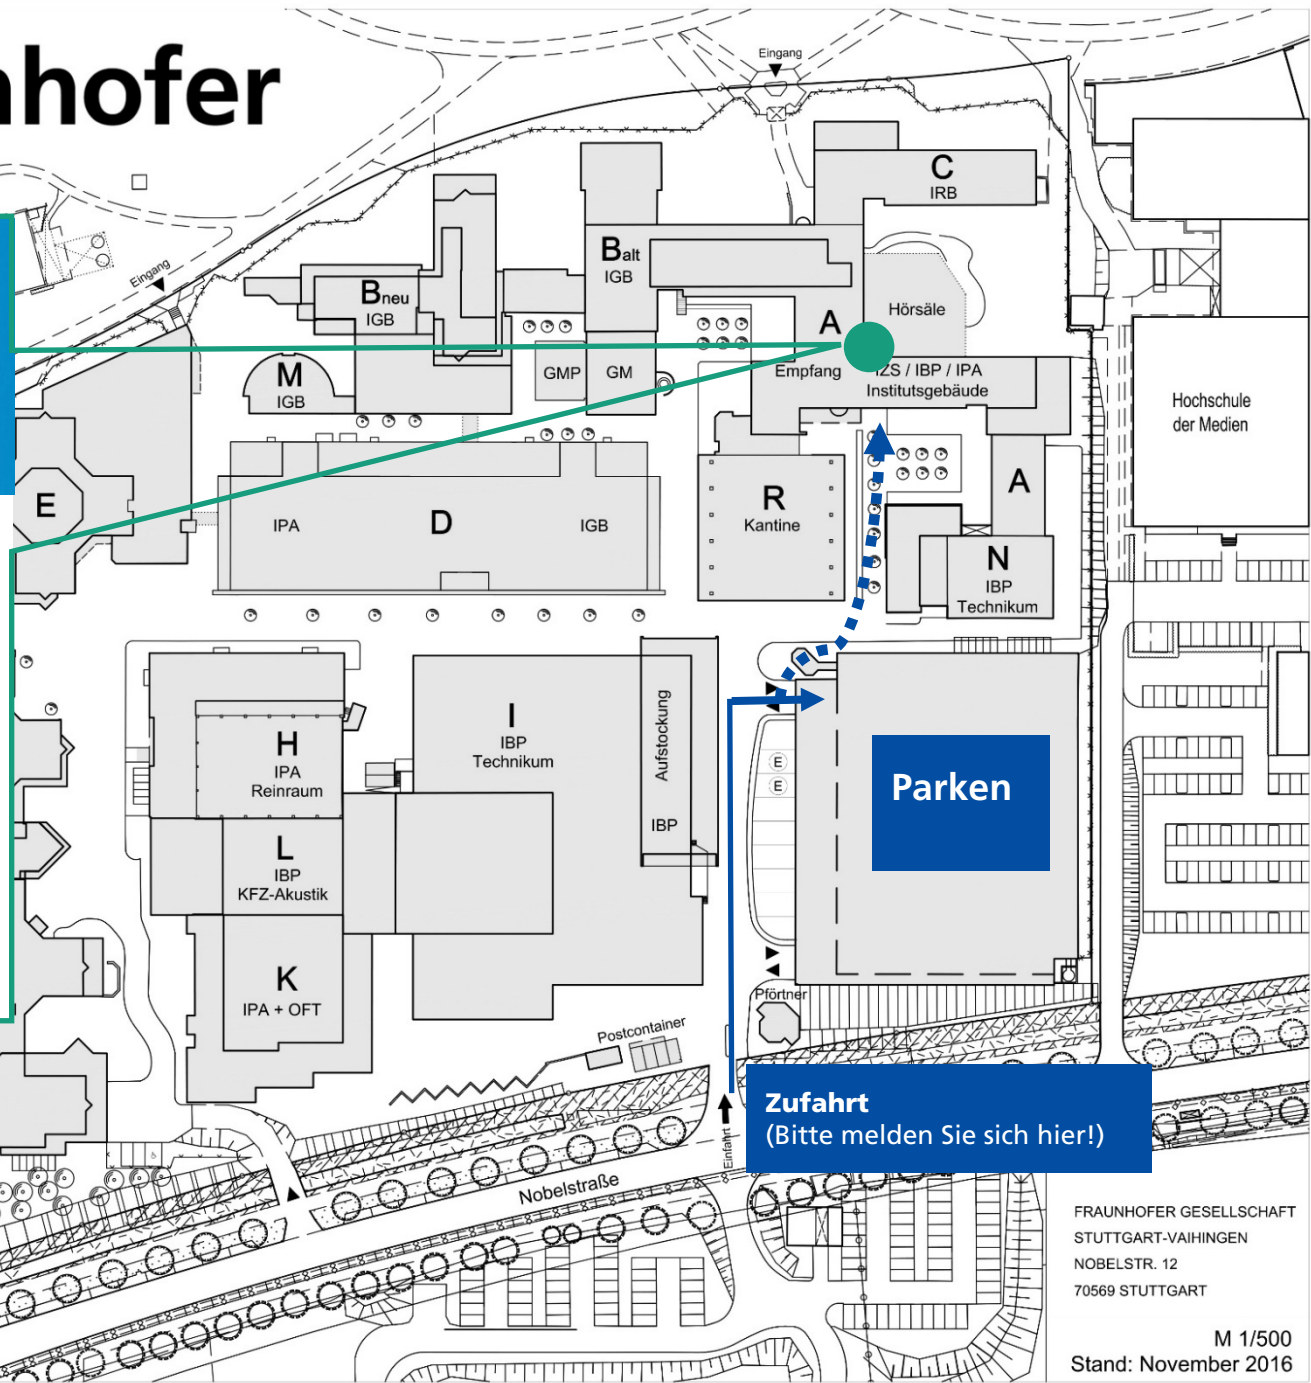 nhofer
Eingang
C
IRB
Balt
IGB
Eingang
Bneu
IGB
A
Hörsäle
M
IGB
GMP
GM
Empfang
IZS / IBP / IPA
Institutsgebäude
Hochschule
der Medien
E
IPA
D
IGB
R
Kantine
A
N
IBP
Technikum
H
IPA
Reinraum
I
IBP
Technikum
Aufstockung
IBP
E
E
Parken
L
IBP
KFZ-Akustik
K
IPA + OFT
Pförtner
Postcontainer
Zufahrt
(Bitte melden Sie sich hier!)
Einfahrt
Nobelstraße
FRAUNHOFER GESELLSCHAFT
STUTTGART-VAIHINGEN
NOBELSTR. 12
70569 STUTTGART
M 1/500
Stand: November 2016